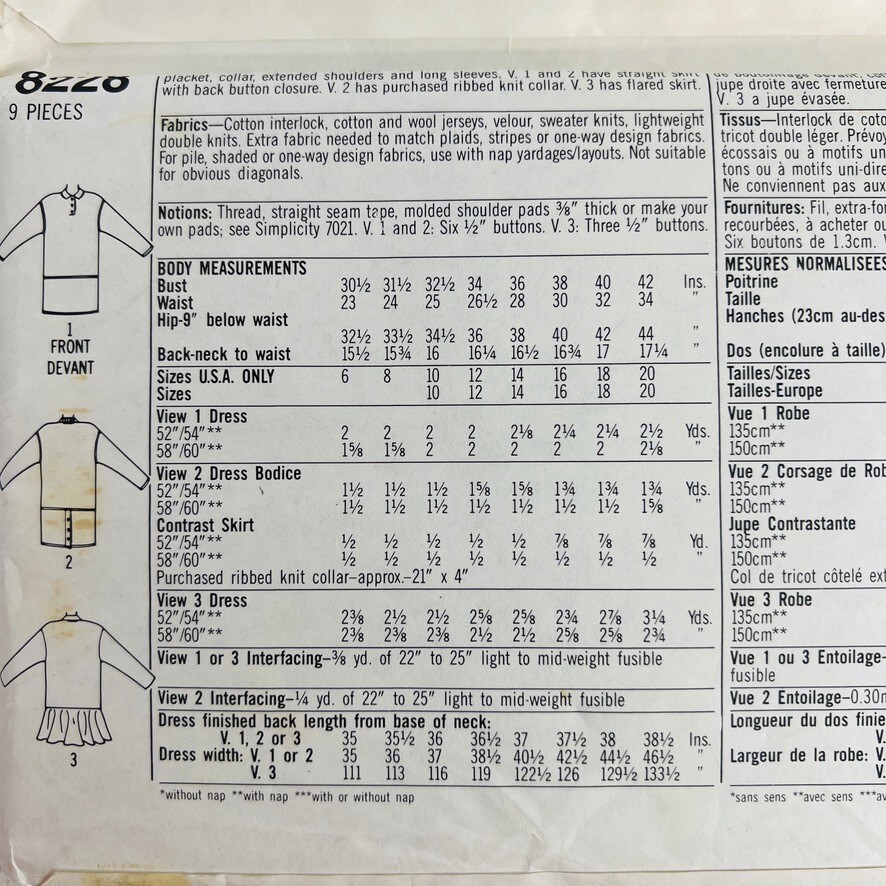 8228
9 PIECES
placket, collar, extended shoulders and long sleeves. V. 1 and 2 have straight skirt
with back button closure. V. 2 has purchased ribbed knit collar. V. 3 has flared skirt.
Fabrics—Cotton interlock, cotton and wool jerseys, velour, sweater knits, lightweight
double knits. Extra fabric needed to match plaids, stripes or one-way design fabrics.
For pile, shaded or one-way design fabrics, use with nap yardages/layouts. Not suitable
for obvious diagonals.
Notions: Thread, straight seam tape, molded shoulder pads ⅜" thick or make your
own pads; see Simplicity 7021. V. 1 and 2: Six ½" buttons. V. 3: Three ½" buttons.
BODY MEASUREMENTS
Bust 30½ 31½ 32½ 34 36 38 40 42 Ins.
Waist 23 24 25 26½ 28 30 32 34 "
Hip-9" below waist
32½ 33½ 34½ 36 38 40 42 44 "
Back-neck to waist 15½ 15¾ 16 16¼ 16½ 16¾ 17 17¼ "
Sizes U.S.A. ONLY 6 8 10 12 14 16 18 20
Sizes 10 12 14 16 18 20
View 1 Dress
52"/54"** 2 2 2 2 2⅛ 2¼ 2¼ 2½ Yds.
58"/60"** 1⅝ 1⅝ 2 2 2 2 2 2⅛ "
View 2 Dress Bodice
52"/54"** 1½ 1½ 1½ 1⅝ 1⅝ 1¾ 1¾ 1¾ Yds.
58"/60"** 1½ 1½ 1½ 1½ 1½ 1½ 1½ 1⅝ "
Contrast Skirt
52"/54"** ½ ½ ½ ½ ½ ⅞ ⅞ ⅞ Yd.
58"/60"** ½ ½ ½ ½ ½ ½ ½ ½ "
Purchased ribbed knit collar–approx.–21" x 4"
View 3 Dress
52"/54"** 2⅜ 2½ 2½ 2⅝ 2⅝ 2¾ 2⅞ 3¼ Yds.
58"/60"** 2⅜ 2⅜ 2⅜ 2½ 2½ 2⅝ 2⅝ 2¾ "
View 1 or 3 Interfacing–⅜ yd. of 22" to 25" light to mid-weight fusible
View 2 Interfacing–¼ yd. of 22" to 25" light to mid-weight fusible
Dress finished back length from base of neck:
V. 1, 2 or 3 35 35½ 36 36½ 37 37½ 38 38½ Ins.
Dress width: V. 1 or 2 35 36 37 38½ 40½ 42½ 44½ 46½ "
V. 3 111 113 116 119 122½ 126 129½ 133½ "
*without nap **with nap ***with or without nap
1
FRONT
DEVANT
2
3
jupe droite avec fermeture
V. 3 a jupe évasée.
Tissus—Interlock de coto
tricot double léger. Prévoy
écossais ou à motifs un
tons ou à motifs uni-dire
Ne conviennent pas aux
Fournitures: Fil, extra-for
recourbées, à acheter ou
Six boutons de 1.3cm. V
MESURES NORMALISEES
Poitrine
Taille
Hanches (23cm au-des
Dos (encolure à taille)
Tailles/Sizes
Tailles-Europe
Vue 1 Robe
135cm**
150cm**
Vue 2 Corsage de Rob
135cm**
150cm**
Jupe Contrastante
135cm**
150cm**
Col de tricot côtelé ext
Vue 3 Robe
135cm**
150cm**
Vue 1 ou 3 Entoilage–
fusible
Vue 2 Entoilage–0.30m
Longueur du dos finie
V.
Largeur de la robe: V.
V.
*sans sens **avec sens ***av